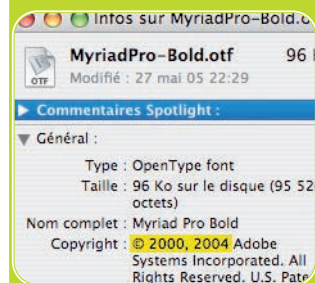 Infos sur MyriadPro-Bold.o
MyriadPro-Bold.otf 96
Modifié : 27 mai 05 22:29
OTF
Commentaires Spotlight :
Général :
Type : OpenType font
Taille : 96 Ko sur le disque (95 52
octets)
Nom complet : Myriad Pro Bold
Copyright : © 2000, 2004 Adobe
Systems Incorporated. All
Rights Reserved. U.S. Pate